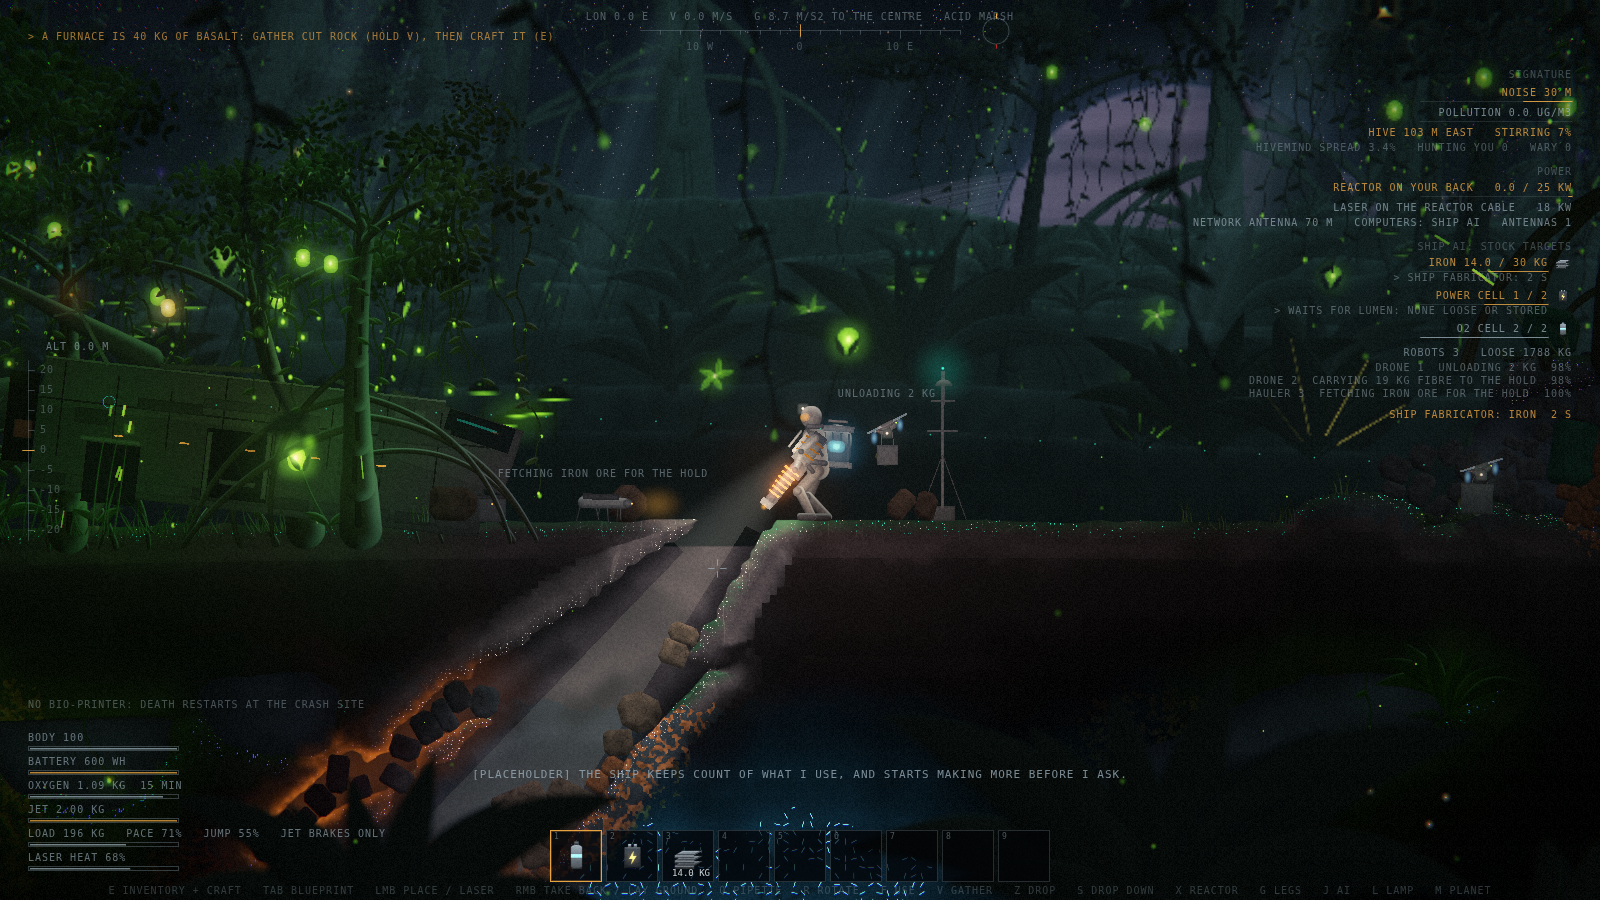 LON 0.0 E   V 0.0 M/S   G 8.7 M/S2 TO THE CENTRE   ACID MARSH
> A FURNACE IS 40 KG OF BASALT: GATHER CUT ROCK (HOLD V), THEN CRAFT IT (E)
10 W   0   10 E
SIGNATURE
NOISE 30 M
POLLUTION 0.0 UG/M3
HIVE 103 M EAST   STIRRING 7%
HIVEMIND SPREAD 3.4%   HUNTING YOU 0   WARY 0
POWER
REACTOR ON YOUR BACK   0.0 / 25 KW
LASER ON THE REACTOR CABLE   18 KW
NETWORK ANTENNA 70 M   COMPUTERS: SHIP AI   ANTENNAS 1
SHIP AI, STOCK TARGETS
IRON 14.0 / 30 KG
> SHIP FABRICATOR: 2 S
POWER CELL 1 / 2
> WAITS FOR LUMEN: NONE LOOSE OR STORED
O2 CELL 2 / 2
ROBOTS 3   LOOSE 1788 KG
DRONE 1   UNLOADING 2 KG   98%
DRONE 2   CARRYING 19 KG FIBRE TO THE HOLD   98%
HAULER 3   FETCHING IRON ORE FOR THE HOLD   100%
SHIP FABRICATOR: IRON   2 S
ALT 0.0 M
20
15
10
5
0
-5
-10
-15
-20
UNLOADING 2 KG
FETCHING IRON ORE FOR THE HOLD
NO BIO-PRINTER: DEATH RESTARTS AT THE CRASH SITE
BODY 100
BATTERY 600 WH
OXYGEN 1.09 KG   15 MIN
JET 2.00 KG
LOAD 196 KG   PACE 71%   JUMP 55%   JET BRAKES ONLY
LASER HEAT 68%
[PLACEHOLDER] THE SHIP KEEPS COUNT OF WHAT I USE, AND STARTS MAKING MORE BEFORE I ASK.
1 2 3 4 5 6 7 8 9
14.0 KG
E INVENTORY + CRAFT   TAB BLUEPRINT   LMB PLACE / LASER   RMB TAKE   V GATHER   Z DROP   S DROP DOWN   X REACTOR   G LEGS   J AI   L LAMP   M PLANET